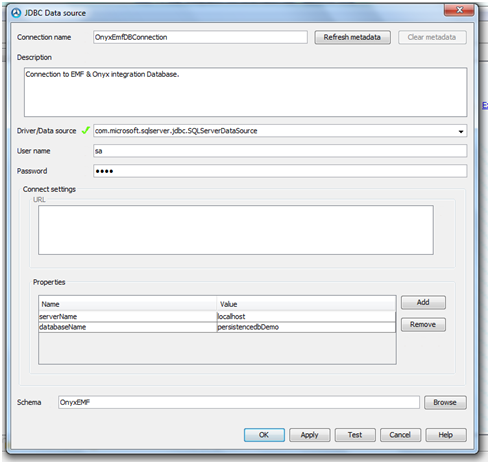 JDBC Data source
Connection name OnyxEmfDBConnection Refresh metadata Clear metadata
Description
Connection to EMF & Onyx integration Database.
Driver/Data source com.microsoft.sqlserver.jdbc.SQLServerDataSource
User name sa
Password ••••
Connect settings
URL
Properties
Name Value Add
serverName localhost
databaseName persistencedbDemo Remove
Schema OnyxEMF Browse
OK Apply Test Cancel Help